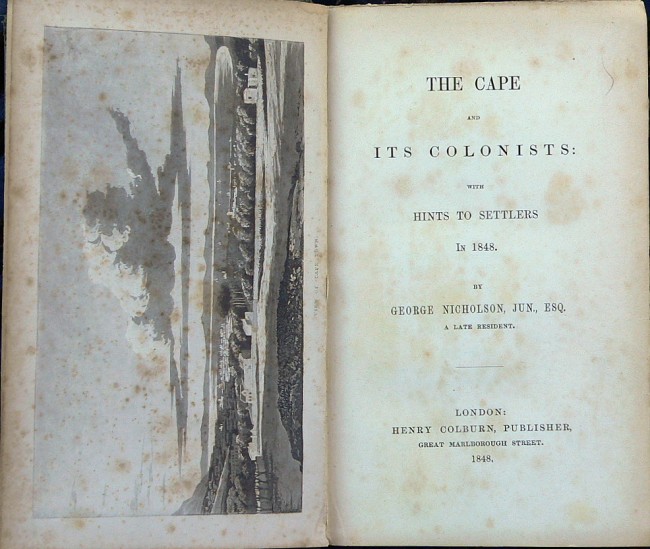 THE CAPE
AND
ITS COLONISTS:
WITH
HINTS TO SETTLERS
IN 1848.
BY
GEORGE NICHOLSON, JUN., ESQ.
A LATE RESIDENT.
LONDON:
HENRY COLBURN, PUBLISHER,
GREAT MARLBOROUGH STREET.
1848.